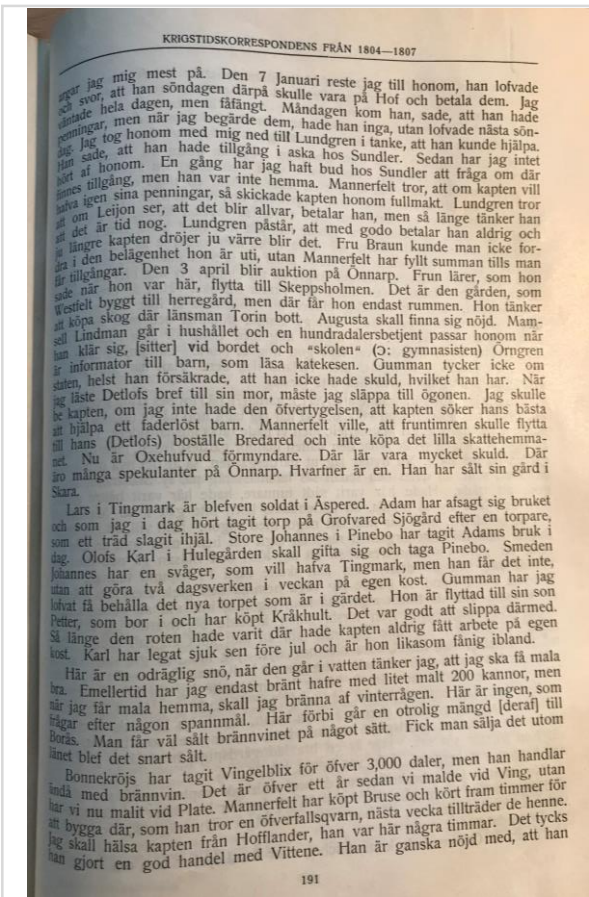 KRIGSTIDSKORRESPONDENS FRÅN 1804—1807
jag mig mest på. Den 7 Januari reste jag till honom, han lofvade
och svor, att han söndagen därpå skulle vara på Hof och betala dem. Jag
väntade hela dagen, men fåfängt. Måndagen kom han, sade, att han hade
penningar, men när jag begärde dem, hade han inga, utan lofvade nästa sön-
dag. Jag tog honom med mig ned till Lundgren i tanke, att han kunde hjälpa.
Han sade, att han hade tillgång i aska hos Sundler. Sedan har jag intet
hört af honom. En gång har jag haft bud hos Sundler att fråga om där
finnes tillgång, men han var inte hemma. Mannerfelt tror, att om kapten vill
hafva igen sina penningar, så skickade kapten honom fullmakt. Lundgren tror
att om Leijon ser, att det blir allvar, betalar han, men så länge tänker han
att det är tid nog. Lundgren påstår, att med godo betalar han aldrig och
ju längre kapten dröjer ju värre blir det. Fru Braun kunde man icke for-
dra i den belägenhet hon är uti, utan Mannerfelt har fyllt summan tills man
får tillgångar. Den 3 april blir auktion på Önnarp. Frun lärer, som hon
sade när hon var här, flytta till Skeppsholmen. Det är den gården, som
Westfelt byggt till herregård, men där får hon endast rummen. Hon tänker
att köpa skog där länsman Torin bott. Augusta skall finna sig nöjd. Mam-
sell Lindman går i hushållet och en hundradalersbetjent passar honom när
han klär sig, [sitter] vid bordet och "skolen" (ɔ: gymnasisten) Örngren
är informator till barn, som läsa katekesen. Gumman tycker icke om
staten, helst han försäkrade, att han icke hade skuld, hvilket han har. När
jag läste Detlofs bref till sin mor, måste jag släppa till ögonen. Jag skulle
be kapten, om jag inte hade den öfvertygelsen, att kapten söker hans bästa
att hjälpa ett faderlöst barn. Mannerfelt ville, att fruntimren skulle flytta
till hans (Detlofs) boställe Bredared och inte köpa det lilla skattehemma-
net. Nu är Oxehufvud förmyndare. Där lär vara mycket skuld. Där
äro många spekulanter på Önnarp. Hvarfner är en. Han har sålt sin gård i
Skara.
Lars i Tingmark är blefven soldat i Äspered. Adam har afsagt sig bruket
och som jag i dag hört tagit torp på Grofvared Sjögård efter en torpare,
som ett träd slagit ihjäl. Store Johannes i Pinebo har tagit Adams bruk i
dag. Olofs Karl i Hulegården skall gifta sig och taga Pinebo. Smeden
Johannes har en svåger, som vill hafva Tingmark, men han får det inte,
utan att göra två dagsverken i veckan på egen kost. Gumman har jag
lofvat få behålla det nya torpet som är i gärdet. Hon är flyttad till sin son
Petter, som bor i och har köpt Kråkhult. Det var godt att slippa därmed.
Så länge den roten hade varit där hade kapten aldrig fått arbete på egen
kost. Karl har legat sjuk sen före jul och är hon likasom fånig ibland.
Här är en odräglig snö, när den går i vatten tänker jag, att jag ska få mala
bra. Emellertid har jag endast bränt hafre med litet malt 200 kannor, men
när jag får mala hemma, skall jag bränna af vinterrågen. Här är ingen, som
frågar efter någon spannmål. Här förbi går en otrolig mängd [deraf] till
Borås. Man får väl sålt brännvinet på något sätt. Fick man sälja det utom
länet blef det snart sålt.
Bonnekröjs har tagit Vingelblix för öfver 3,000 daler, men han handlar
ändå med brännvin. Det är öfver ett år sedan vi malde vid Ving, utan
har vi nu malit vid Plate. Mannerfelt har köpt Bruse och kört fram timmer för
att bygga där, som han tror en öfverfallsqvarn, nästa vecka tillträder de henne.
Jag skall hälsa kapten från Hofflander, han var här några timmar. Det tycks
han gjort en god handel med Vittene. Han är ganska nöjd med, att han
191